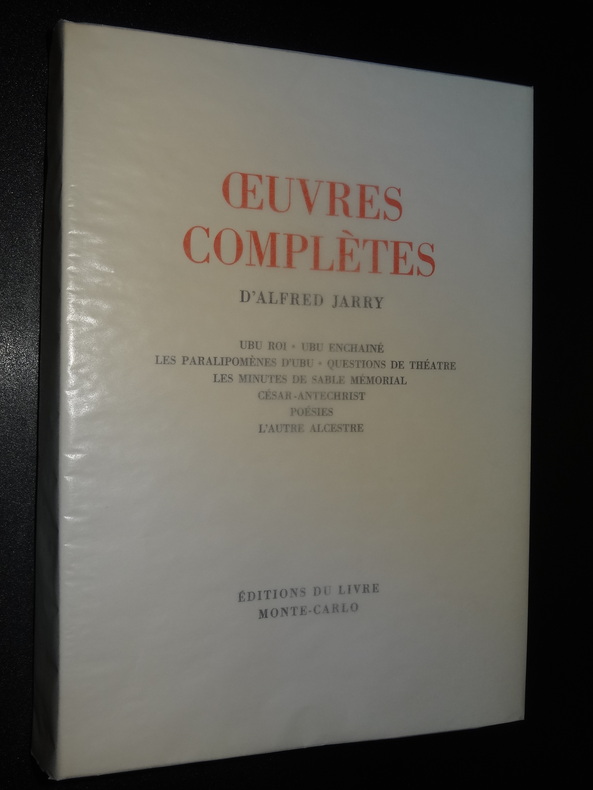 ŒUVRES
COMPLÈTES
D'ALFRED JARRY
UBU ROI • UBU ENCHAINÉ
LES PARALIPOMÈNES D'UBU • QUESTIONS DE THÉATRE
LES MINUTES DE SABLE MÉMORIAL
CÉSAR-ANTECHRIST
POÉSIES
L'AUTRE ALCESTRE
ÉDITIONS DU LIVRE
MONTE-CARLO